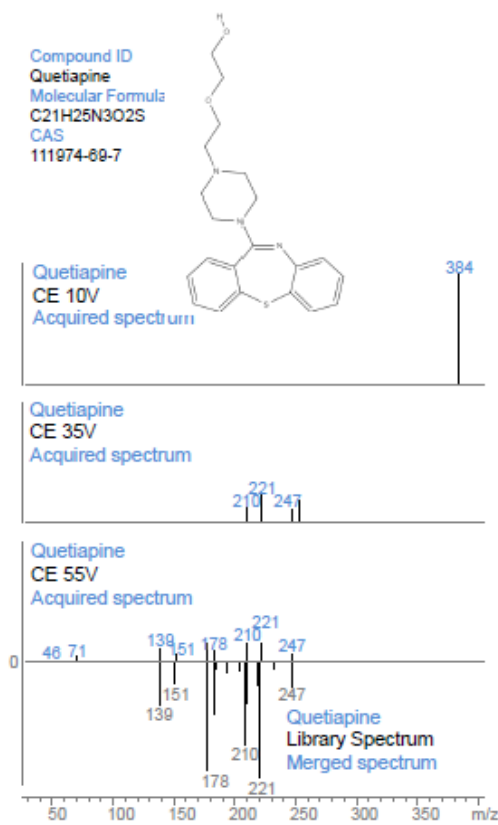 Compound ID
Quetiapine
Molecular Formula
C21H25N3O2S
CAS
111974-69-7
H
O
O
N
N
N
S
Quetiapine
CE 10V
Acquired spectrum
384
Quetiapine
CE 35V
Acquired spectrum
210 221 247
Quetiapine
CE 55V
Acquired spectrum
46 71 139 151 178 210 221 247
0
139 151 178 210 221 247
Quetiapine
Library Spectrum
Merged spectrum
50 100 150 200 250 300 350 m/z